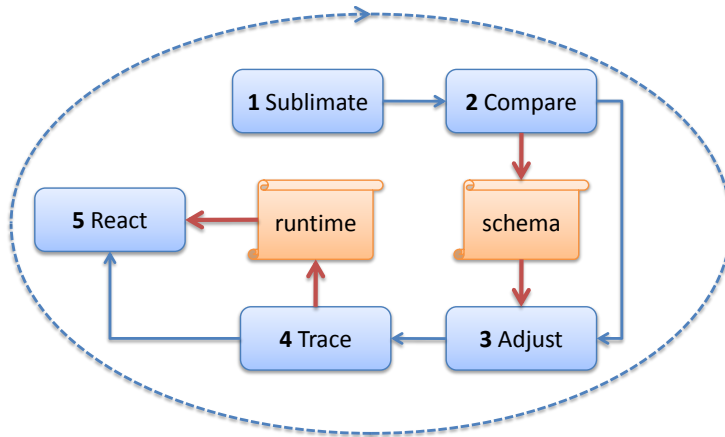 1 Sublimate
2 Compare
5 React
runtime
schema
4 Trace
3 Adjust